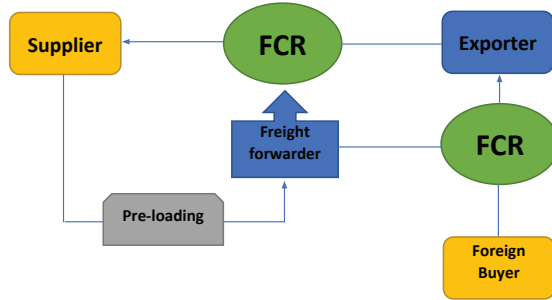 Supplier
FCR
Exporter
Freight
forwarder
FCR
Pre-loading
Foreign
Buyer